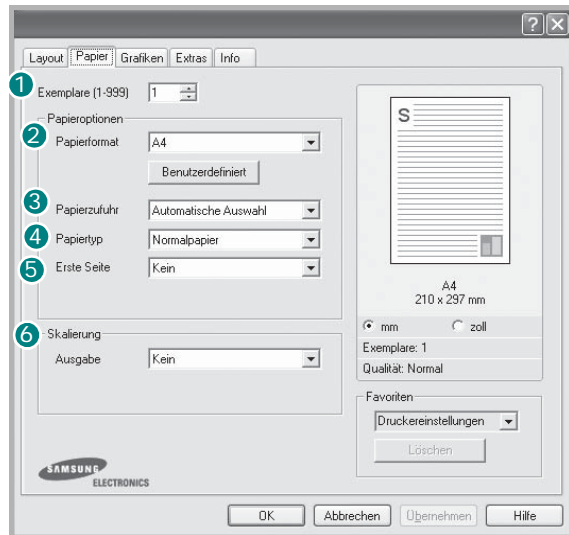 Layout Papier Grafiken Extras Info
1 Exemplare (1-999) 1
Papieroptionen
2 Papierformat A4
Benutzerdefiniert
3 Papierzufuhr Automatische Auswahl
4 Papiertyp Normalpapier
5 Erste Seite Kein
6 Skalierung
Ausgabe Kein
S
A4
210 x 297 mm
mm zoll
Exemplare: 1
Qualität: Normal
Favoriten
Druckereinstellungen
Löschen
SAMSUNG
ELECTRONICS
OK Abbrechen Übernehmen Hilfe